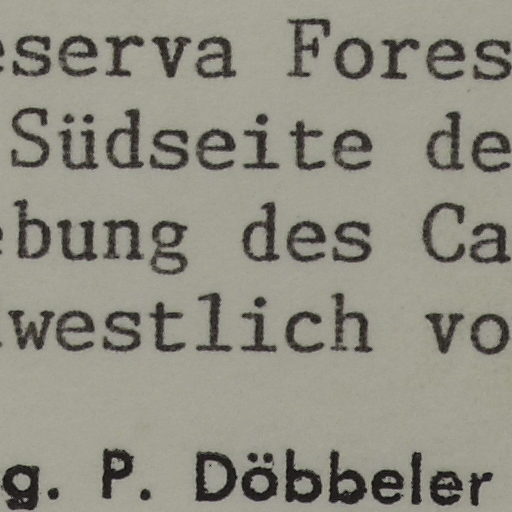 eserva Fores
Südseite de
ebung des Ca
westlich vo
g. P. Döbbeler